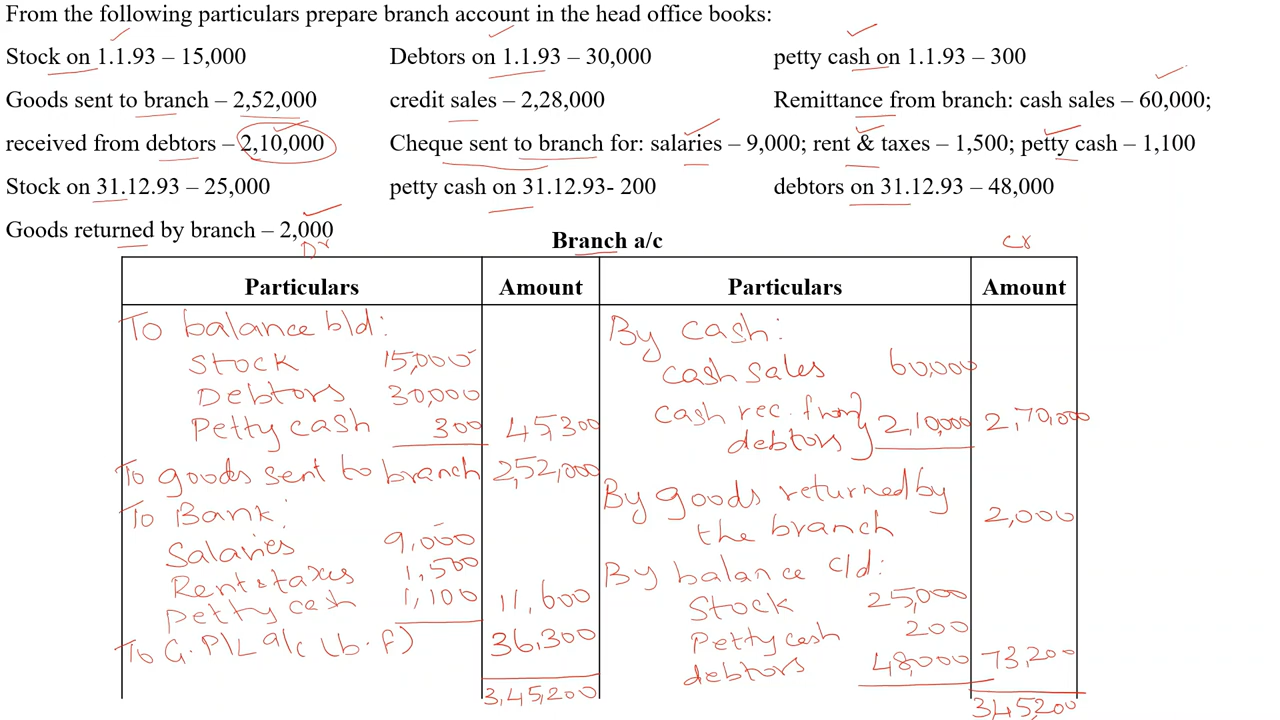 From the following particulars prepare branch account in the head office books:
Stock on 1.1.93 – 15,000 Debtors on 1.1.93 – 30,000 petty cash on 1.1.93 – 300
Goods sent to branch – 2,52,000 credit sales – 2,28,000 Remittance from branch: cash sales – 60,000;
received from debtors – 2,10,000 Cheque sent to branch for: salaries – 9,000; rent & taxes – 1,500; petty cash – 1,100
Stock on 31.12.93 – 25,000 petty cash on 31.12.93- 200 debtors on 31.12.93 – 48,000
Goods returned by branch – 2,000
Dr Branch a/c Cr
Particulars Amount Particulars Amount
To balance b/d:
Stock 15,000
Debtors 30,000
Petty cash 300 45,300
To goods sent to branch 2,52,000
To Bank:
Salaries 9,000
Rent & taxes 1,500
Petty cash 1,100 11,600
To G. P/L a/c (b.f) 36,300
3,45,200
By cash:
cash sales 60,000
cash rec. from
debtors 2,10,000 2,70,000
By goods returned by
the branch 2,000
By balance c/d:
Stock 25,000
Petty cash 200
debtors 48,000 73,200
3,45,200